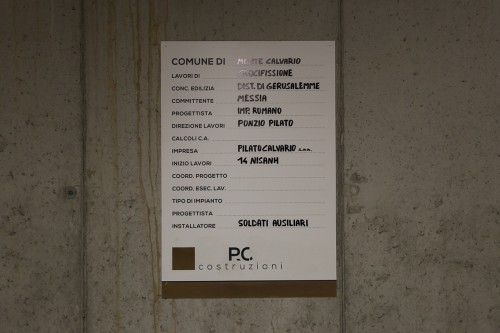 COMUNE DI MONTE CALVARIO
LAVORI DI CROCIFISSIONE
CONC. EDILIZIA DIST. DI GERUSALEMME
COMMITTENTE MESSIA
PROGETTISTA IMP. ROMANO
DIREZIONE LAVORI PONZIO PILATO
CALCOLI C.A.
IMPRESA PILATOCALVARIO s.n.c.
INIZIO LAVORI 14 NISANH
COORD. PROGETTO
COORD. ESEC. LAV.
TIPO DI IMPIANTO
PROGETTISTA
INSTALLATORE SOLDATI AUSILIARI
P.C.
costruzioni